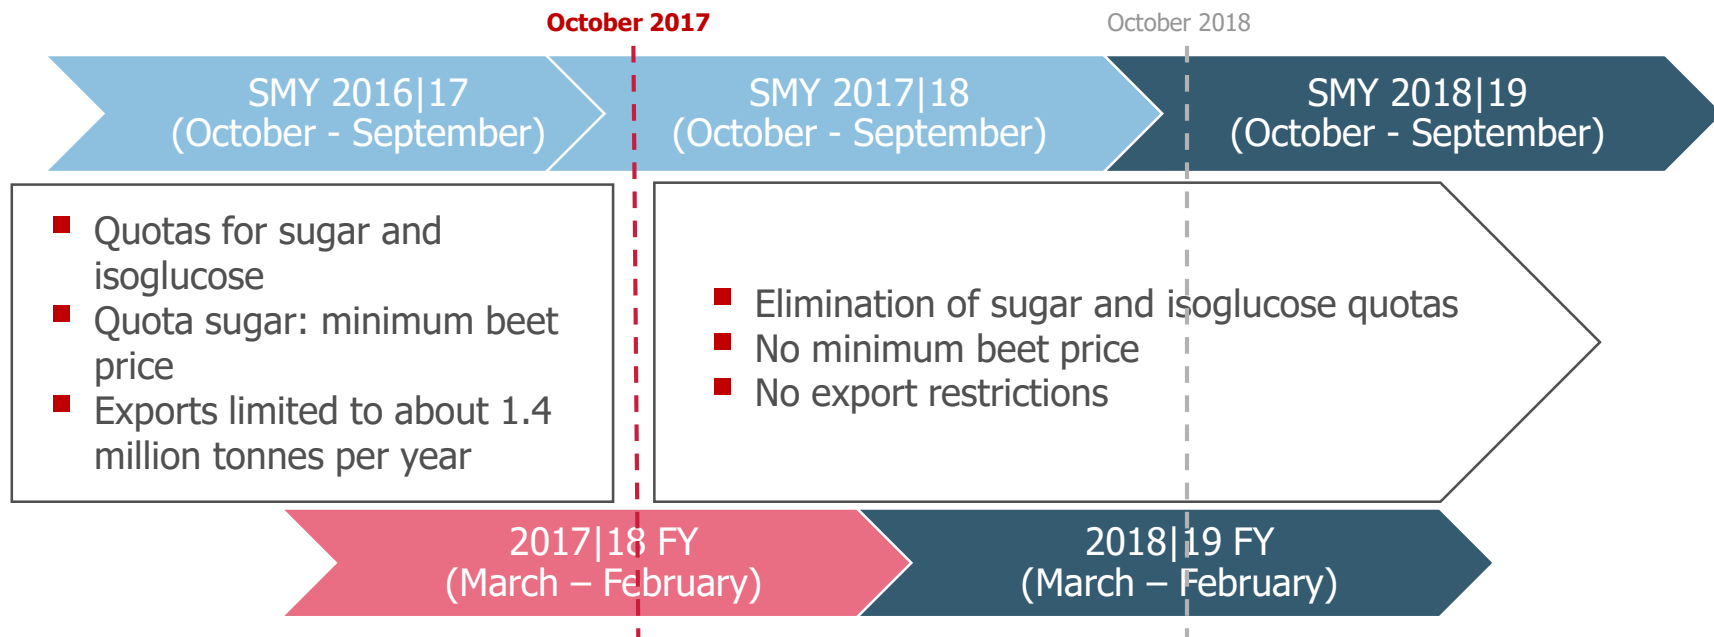 October 2017
October 2018
SMY 2016|17
(October - September)
SMY 2017|18
(October - September)
SMY 2018|19
(October - September)
Quotas for sugar and
isoglucose
Quota sugar: minimum beet
price
Exports limited to about 1.4
million tonnes per year
Elimination of sugar and isoglucose quotas
No minimum beet price
No export restrictions
2017|18 FY
(March – February)
2018|19 FY
(March – February)